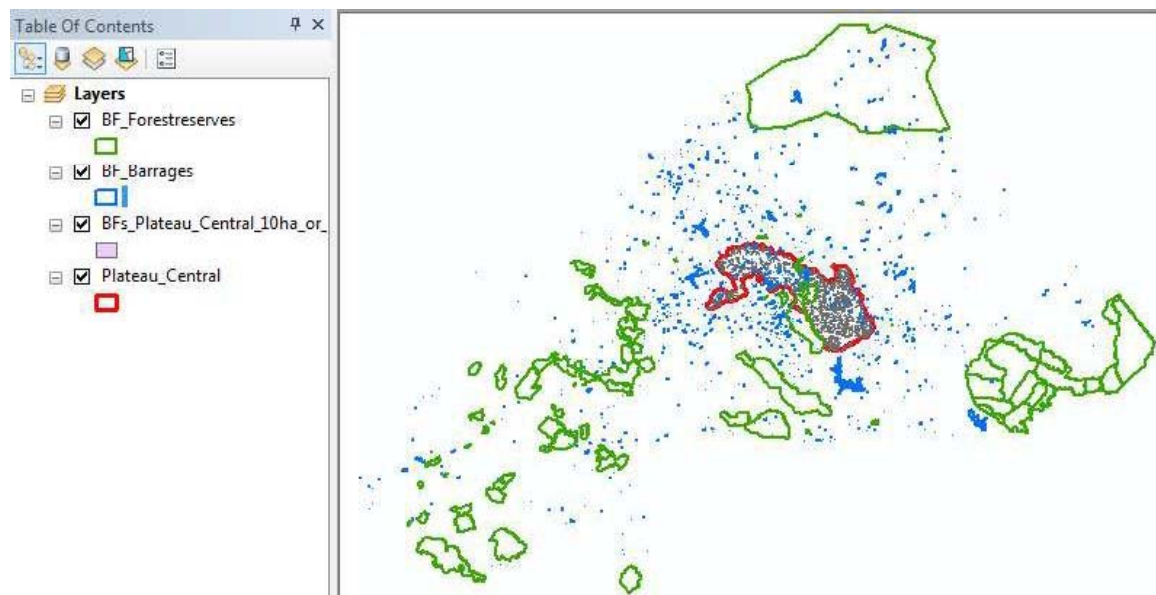 Table Of Contents
Layers
BF_Forestreserves
BF_Barrages
BFs_Plateau_Central_10ha_or_
Plateau_Central